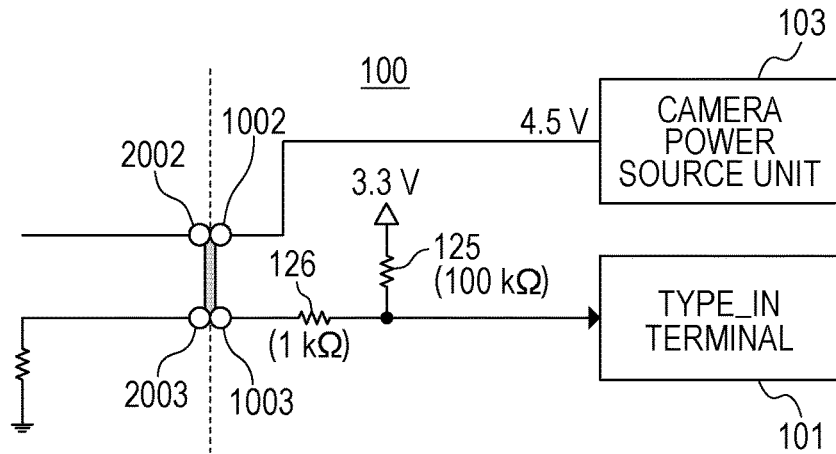 103
100
CAMERA
POWER
SOURCE UNIT
4.5 V
1002
2002
3.3 V
125
(100 kΩ)
126
(1 kΩ)
TYPE_IN
TERMINAL
2003
1003
101